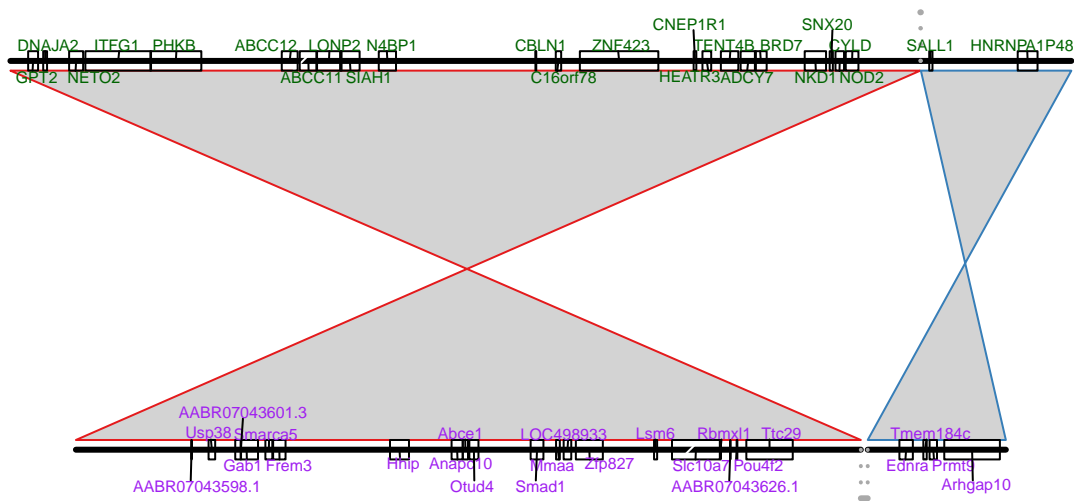 CNEP1R1 SNX20
DNAJA2 ITFG1 PHKB ABCC12 LONP2 N4BP1 CBLN1 ZNF423 TENT4B BRD7 CYLD SALL1 HNRNPA1P48
GPT2 NETO2 ABCC11 SIAH1 C16orf78 HEATR3 ADCY7 NKD1 NOD2
AABR07043601.3
Usp38 Smarca5 Abce1 LOC498933 Lsm6 Rbmxl1 Ttc29 Tmem184c
Gab1 Frem3 Hhip Anapc10 Mmaa Zfp827 Slc10a7 Pou4f2 Ednra Prmt9
AABR07043598.1 Otud4 Smad1 AABR07043626.1 Arhgap10